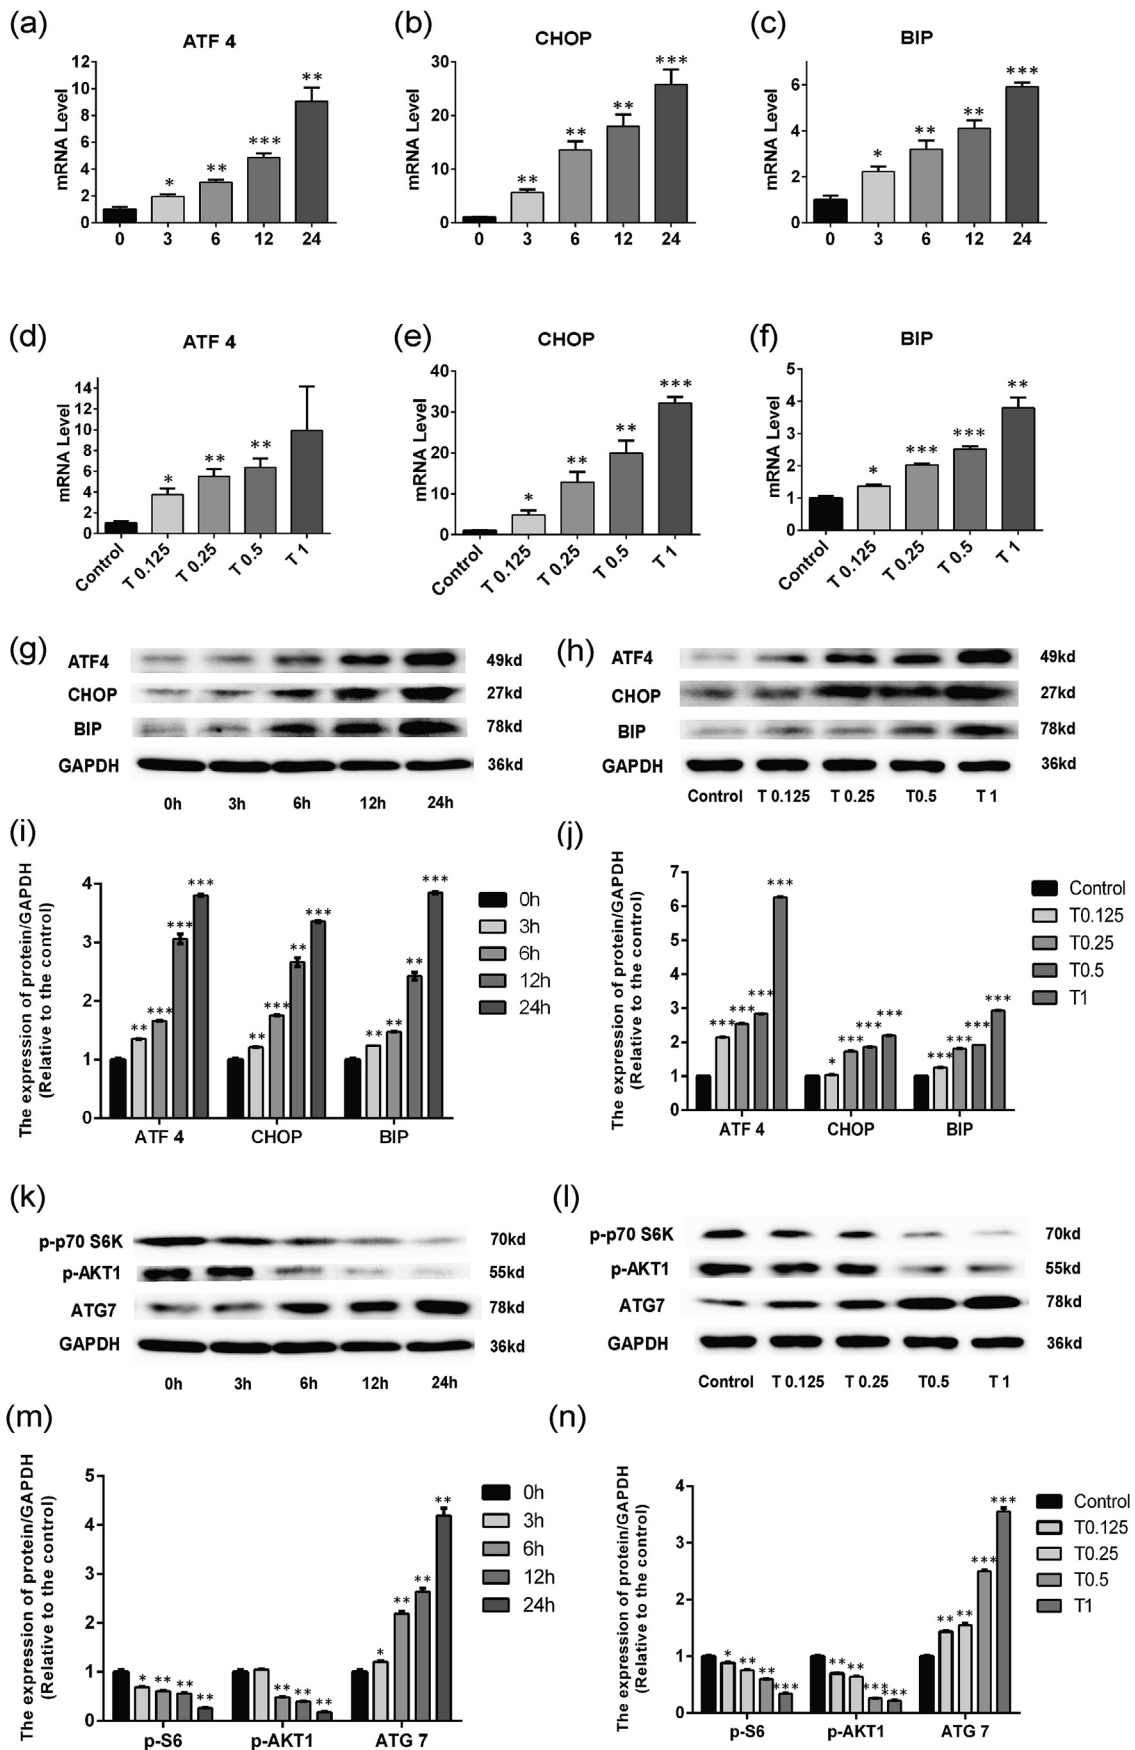 (a)
ATF 4
mRNA Level
12
10
8
6
4
2
0
*
**
***
**
0 3 6 12 24
(b)
CHOP
mRNA Level
30
20
10
0
**
**
**
***
0 3 6 12 24
(c)
BIP
mRNA Level
6
4
2
0
*
**
**
***
0 3 6 12 24
(d)
ATF 4
mRNA Level
14
12
10
8
6
4
2
0
*
**
**
Control T 0.125 T 0.25 T 0.5 T 1
(e)
CHOP
mRNA Level
40
30
20
10
0
*
**
**
***
Control T 0.125 T 0.25 T 0.5 T 1
(f)
BIP
mRNA Level
5
4
3
2
1
0
*
***
***
**
Control T 0.125 T 0.25 T 0.5 T 1
(g)
ATF4 49kd
CHOP 27kd
BIP 78kd
GAPDH 36kd
0h 3h 6h 12h 24h
(h)
ATF4 49kd
CHOP 27kd
BIP 78kd
GAPDH 36kd
Control T 0.125 T 0.25 T0.5 T 1
(i)
The expression of protein/GAPDH
(Relative to the control)
4
3
2
1
0
** *** *** ***
** *** ** ***
** ** ** ***
ATF 4 CHOP BIP
0h
3h
6h
12h
24h
(j)
The expression of protein/GAPDH
(Relative to the control)
7
6
5
4
3
2
1
0
*** *** *** ***
* *** *** ***
*** *** *** ***
ATF 4 CHOP BIP
Control
T0.125
T0.25
T0.5
T1
(k)
p-p70 S6K 70kd
p-AKT1 55kd
ATG7 78kd
GAPDH 36kd
0h 3h 6h 12h 24h
(l)
p-p70 S6K 70kd
p-AKT1 55kd
ATG7 78kd
GAPDH 36kd
Control T 0.125 T 0.25 T0.5 T 1
(m)
The expression of protein/GAPDH
(Relative to the control)
5
4
3
2
1
0
* ** ** **
** ** **
* ** ** **
p-S6 p-AKT1 ATG 7
0h
3h
6h
12h
24h
(n)
The expression of protein/GAPDH
(Relative to the control)
4
3
2
1
0
* ** ** ***
** ** *** ***
** ** *** ***
p-S6 p-AKT1 ATG 7
Control
T0.125
T0.25
T0.5
T1